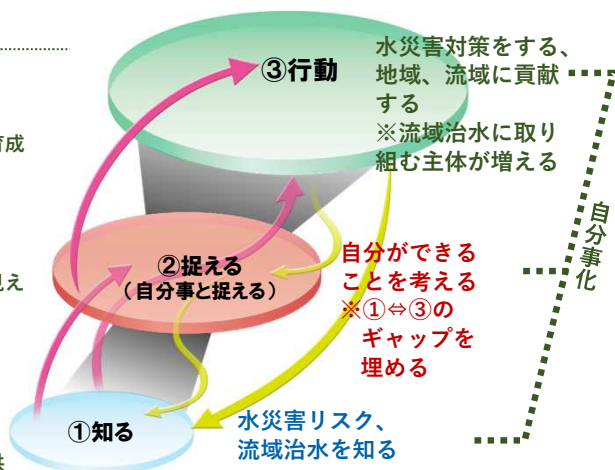 ③行動
水災害対策をする、
地域、流域に貢献
する
※流域治水に取り
組む主体が増える
育成
自分事化
②捉える
（自分事と捉える）
自分ができる
ことを考える
※①⇔③の
ギャップを
埋める
見え
①知る
水災害リスク、
流域治水を知る